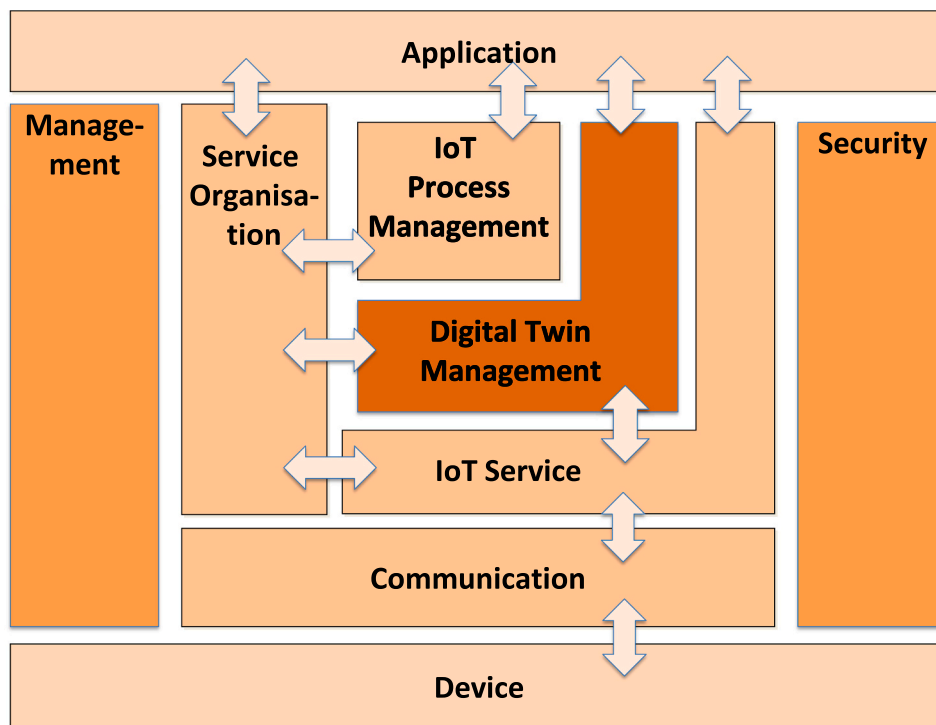 Application
Manage-
ment
Service
Organisa-
tion
IoT
Process
Management
Security
Digital Twin
Management
IoT Service
Communication
Device